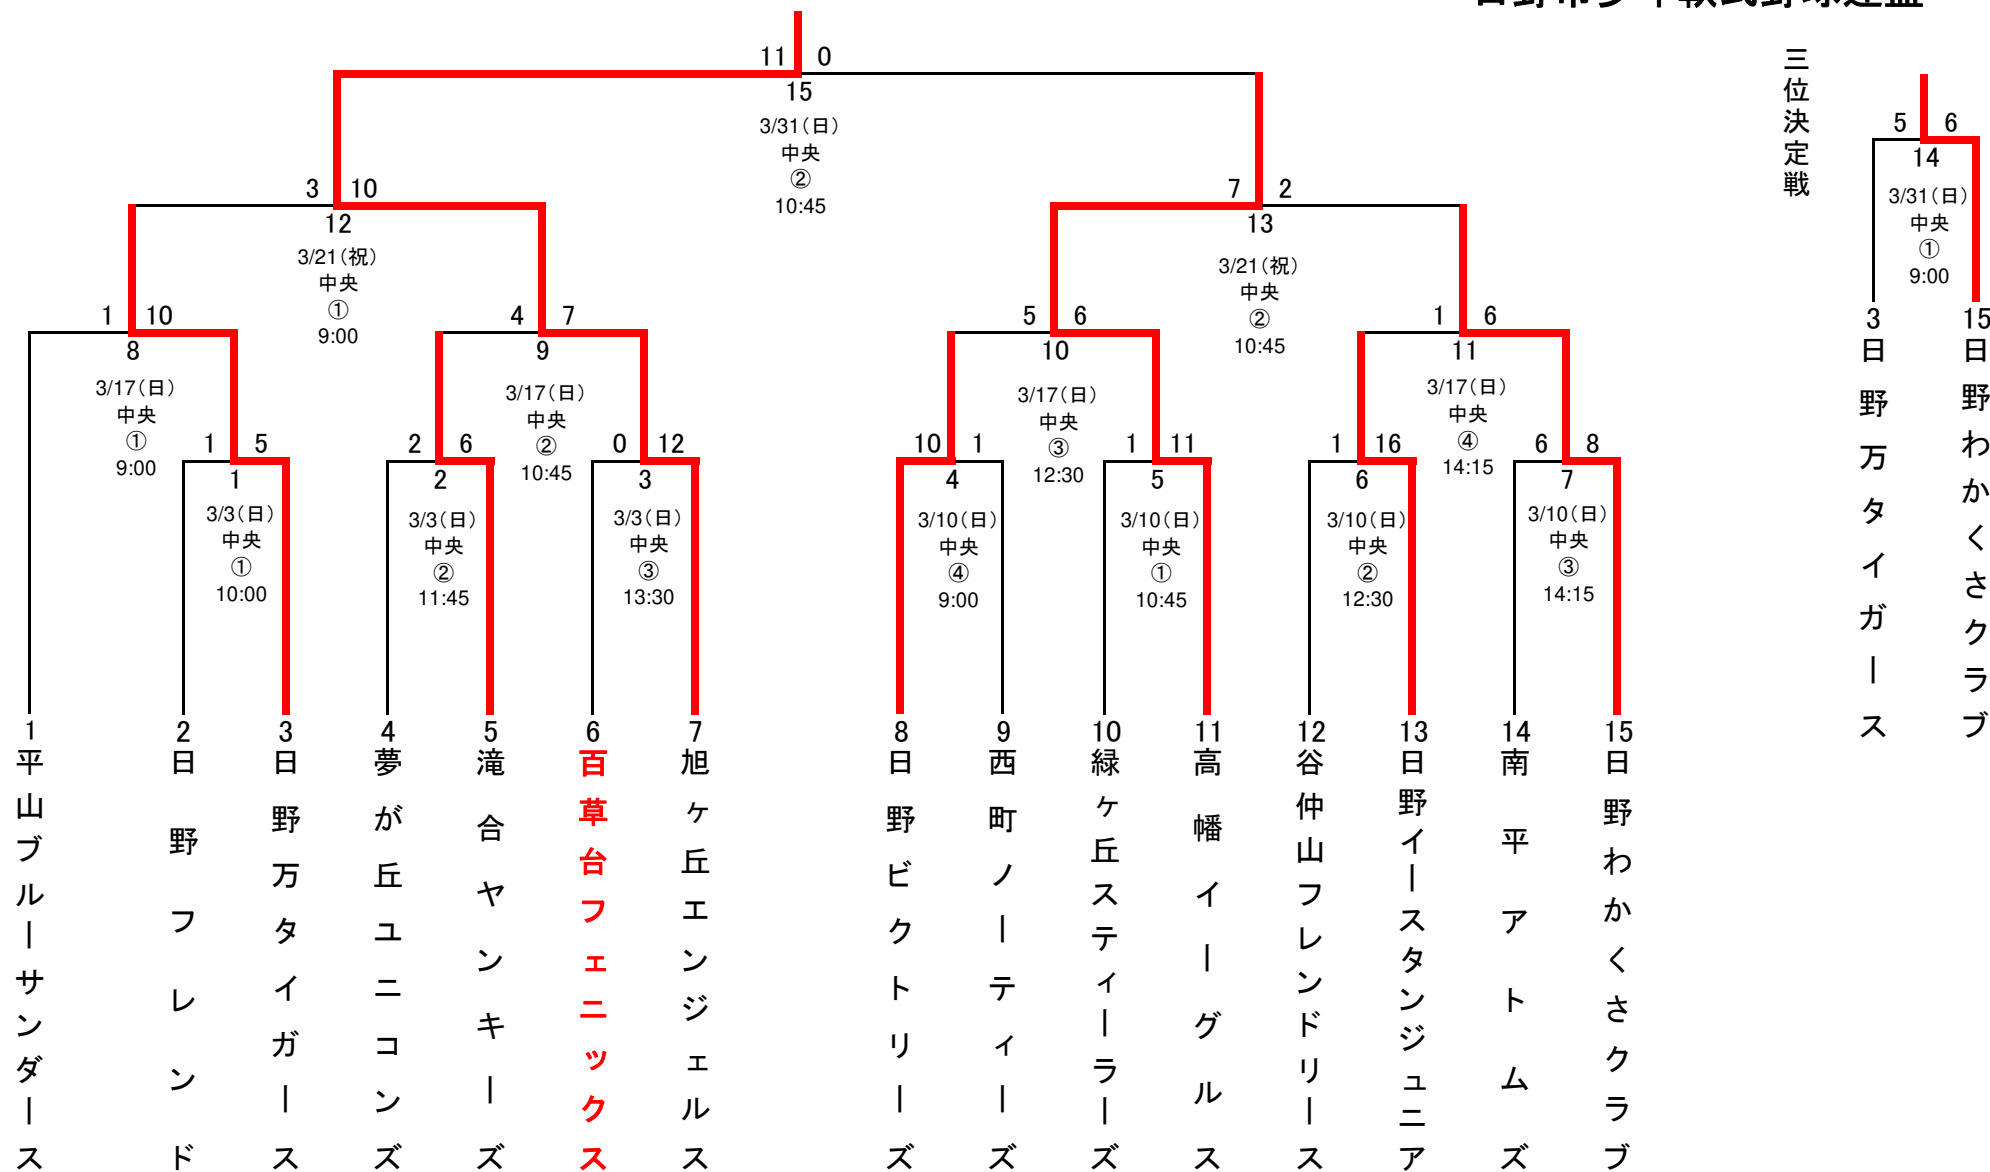 11 0
15
3/31(日)
中央
②
10:45
三位決定戦
5 6
14
3/31(日)
中央
①
9:00
3 日野万タイガース
15 日野わかくさクラブ
3 10
12
3/21(祝)
中央
①
9:00
7 2
13
3/21(祝)
中央
②
10:45
1 10
8
3/17(日)
中央
①
9:00
4 7
9
3/17(日)
中央
②
10:45
5 6
10
3/17(日)
中央
③
12:30
1 6
11
3/17(日)
中央
④
14:15
1 5
1
3/3(日)
中央
①
10:00
2 6
2
3/3(日)
中央
②
11:45
0 12
3
3/3(日)
中央
③
13:30
10 1
4
3/10(日)
中央
④
9:00
1 11
5
3/10(日)
中央
①
10:45
1 16
6
3/10(日)
中央
②
12:30
6 8
7
3/10(日)
中央
③
14:15
1 平山ブルーサンダース
2 日野フレンド
3 日野万タイガース
4 夢が丘ユニコンズ
5 滝合ヤンキーズ
6 百草台フェニックス
7 旭ヶ丘エンジェルス
8 日野ビクトリーズ
9 西町ノーティーズ
10 緑ヶ丘スティーラーズ
11 高幡イーグルス
12 谷仲山フレンドリース
13 日野イースタンジュニア
14 南平アトムズ
15 日野わかくさクラブ